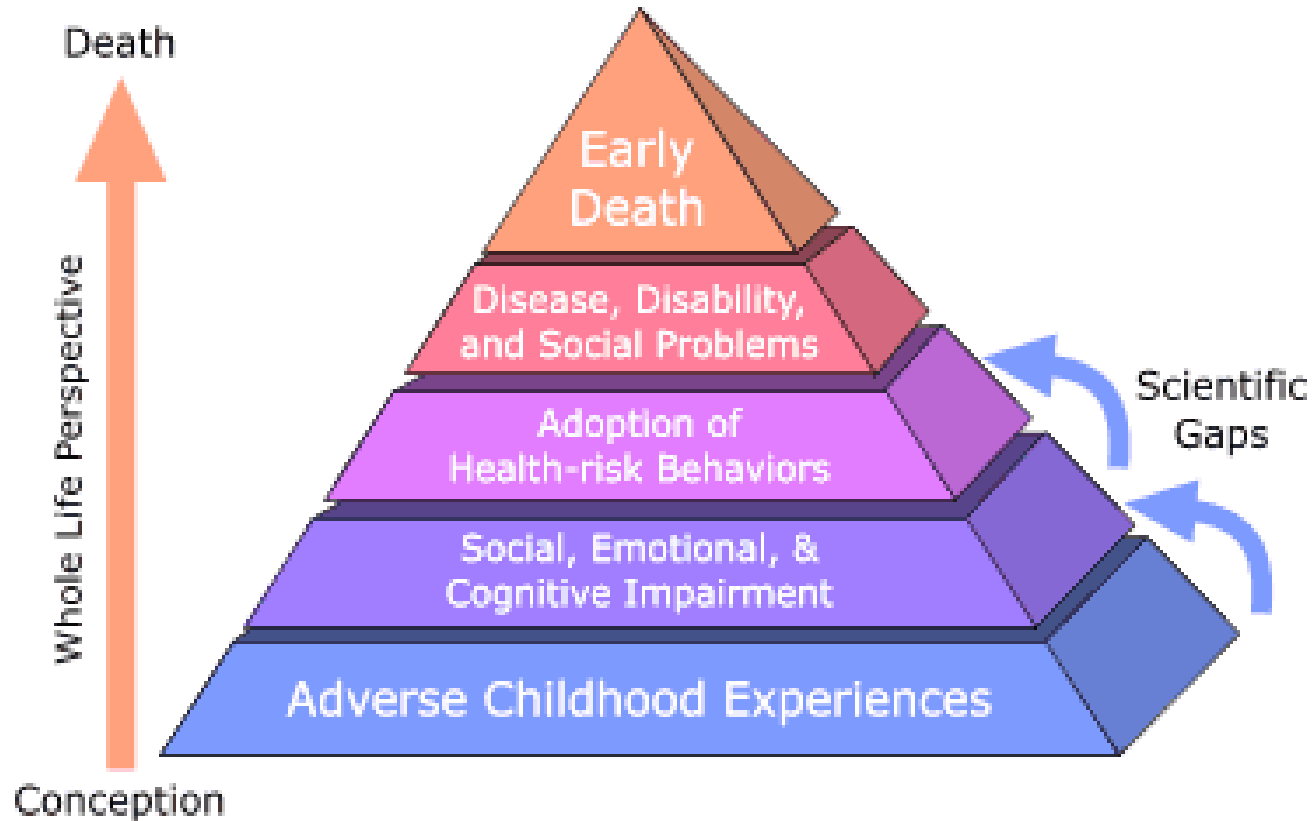 Death
Whole Life Perspective
Conception
Early
Death
Disease, Disability,
and Social Problems
Adoption of
Health-risk Behaviors
Social, Emotional, &
Cognitive Impairment
Adverse Childhood Experiences
Scientific
Gaps